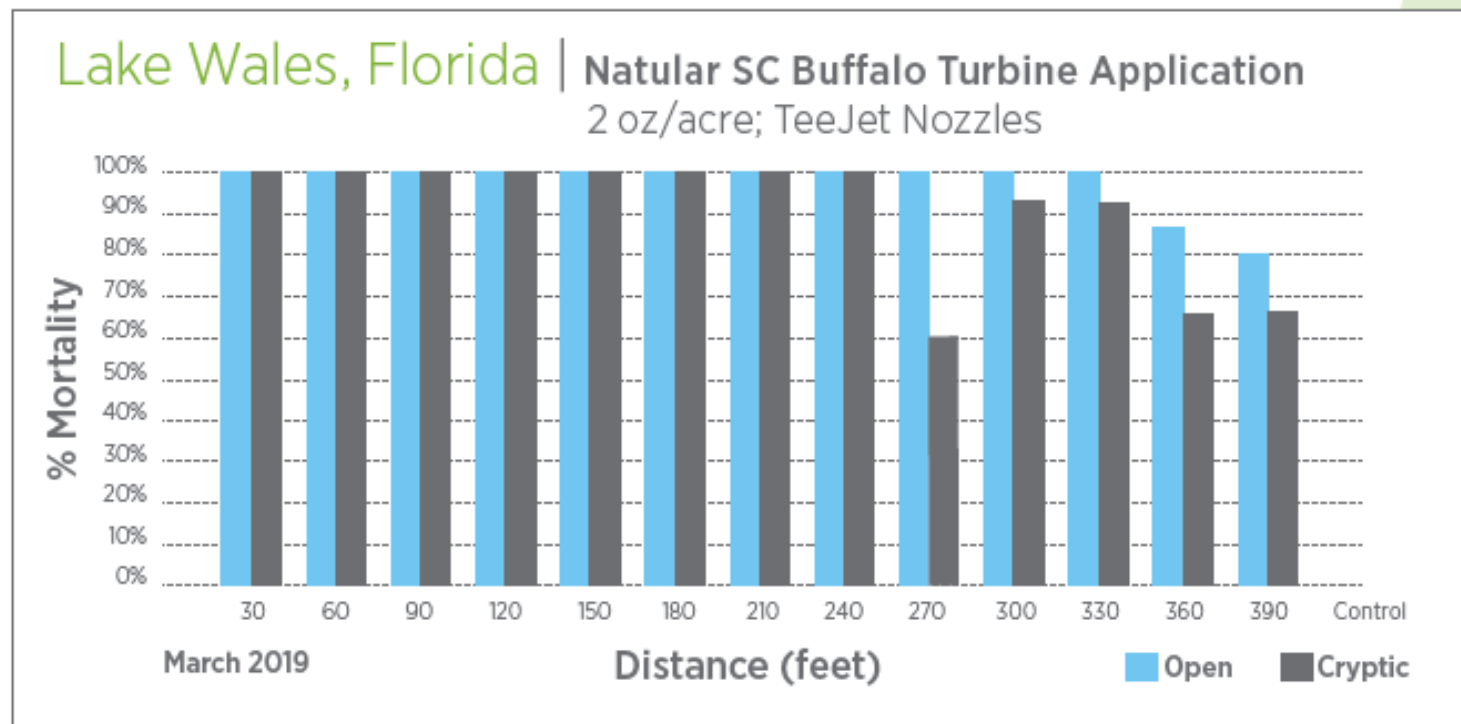 Lake Wales, Florida | Natular SC Buffalo Turbine Application
2 oz/acre; TeeJet Nozzles
% Mortality
100%
90%
80%
70%
60%
50%
40%
30%
20%
10%
0%
30 60 90 120 150 180 210 240 270 300 330 360 390 Control
March 2019 Distance (feet) Open Cryptic